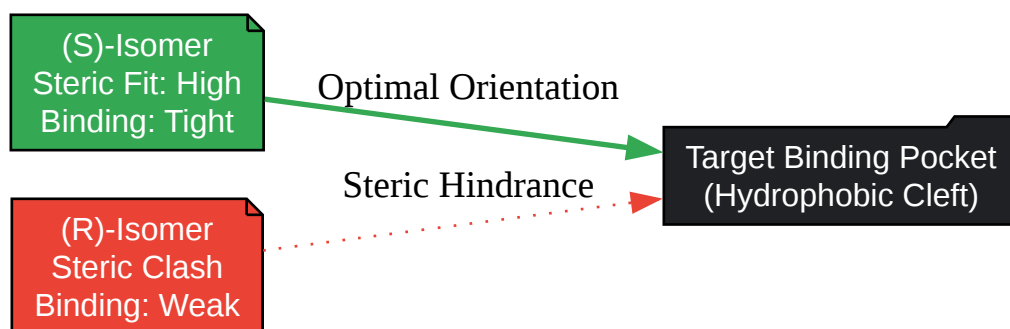 (S)-Isomer
Steric Fit: High
Binding: Tight
Optimal Orientation
Target Binding Pocket
(Hydrophobic Cleft)
Steric Hindrance
(R)-Isomer
Steric Clash
Binding: Weak